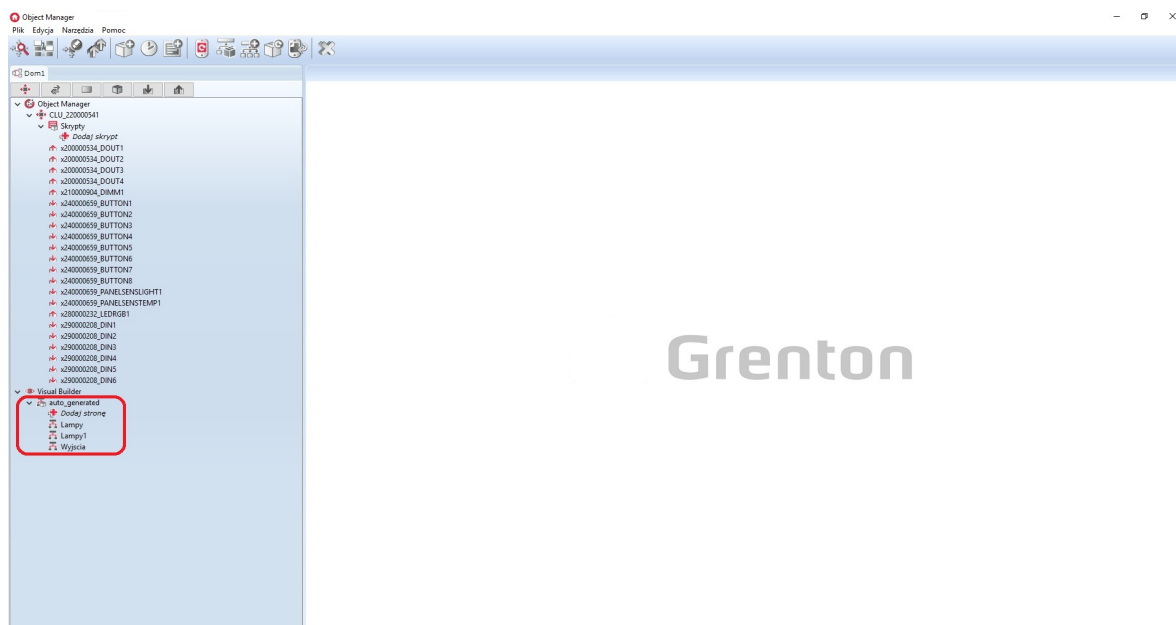 Object Manager
Plik Edycja Narzędzia Pomoc
Dom1
Object Manager
CLU_220000541
Skrypty
Dodaj skrypt
x200000534_DOUT1
x200000534_DOUT2
x200000534_DOUT3
x200000534_DOUT4
x210000904_DIMM1
x240000659_BUTTON1
x240000659_BUTTON2
x240000659_BUTTON3
x240000659_BUTTON4
x240000659_BUTTON5
x240000659_BUTTON6
x240000659_BUTTON7
x240000659_BUTTON8
x240000659_PANELSENSLIGHT1
x240000659_PANELSENSTEMP1
x280000232_LEDRGB1
x290000208_DIN1
x290000208_DIN2
x290000208_DIN3
x290000208_DIN4
x290000208_DIN5
x290000208_DIN6
Visual Builder
auto_generated
Dodaj stronę
Lampy
Lampy1
Wyjscia
Grenton